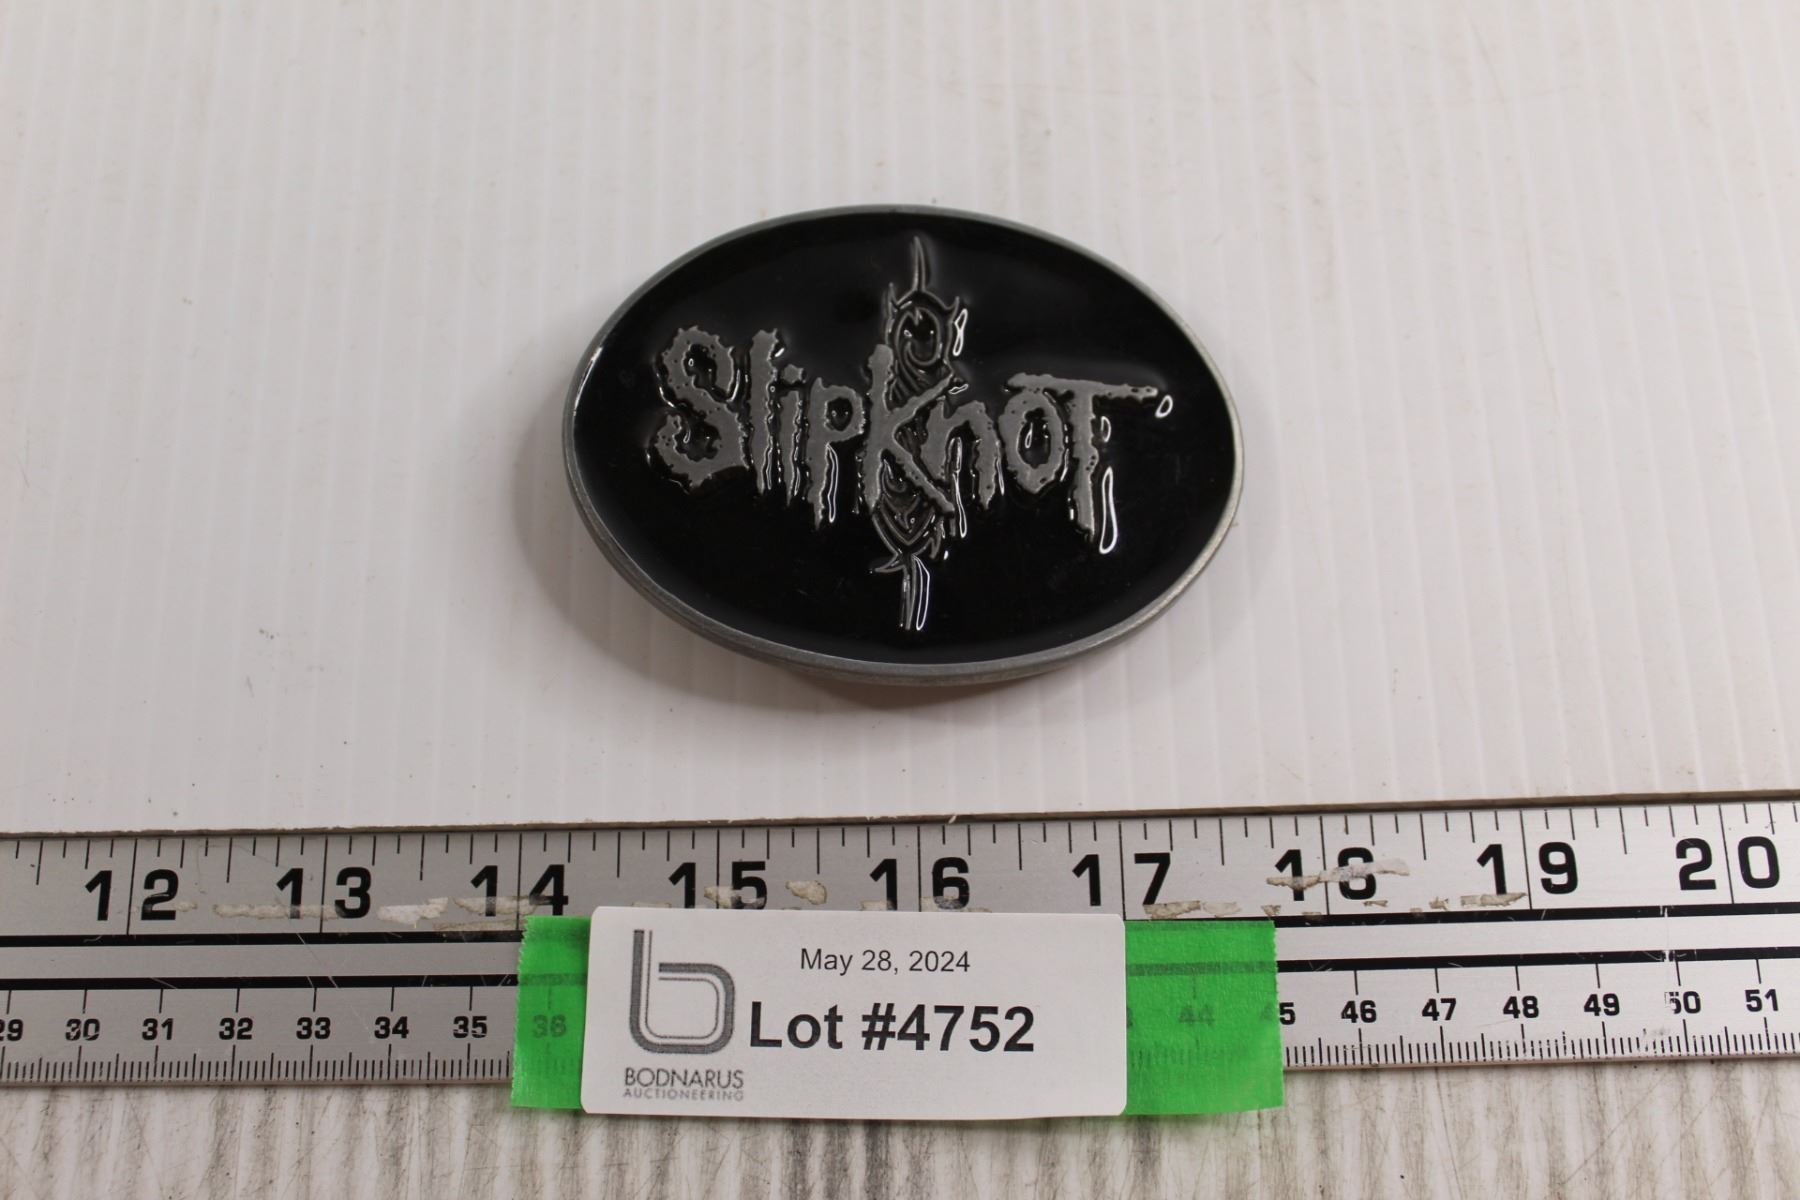 Slipknot
12 13 14 15 16 17 18 19 20
May 28, 2024
Lot #4752
BODNARUS
AUCTIONEERING
29 30 31 32 33 34 35 36 44 45 46 47 48 49 50 51